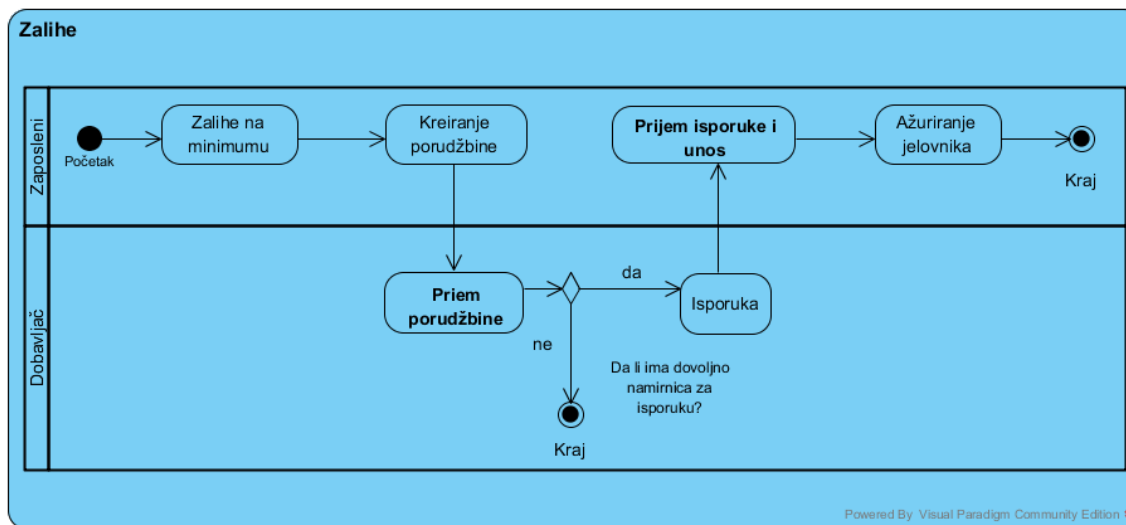 Zalihe
Zaposleni
Početak
Zalihe na
minimumu
Kreiranje
porudžbine
Prijem isporuke i
unos
Ažuriranje
jelovnika
Kraj
Dobavljač
Priem
porudžbine
da
ne
Isporuka
Da li ima dovoljno
namirnica za
isporuku?
Kraj
Powered By Visual Paradigm Community Edition